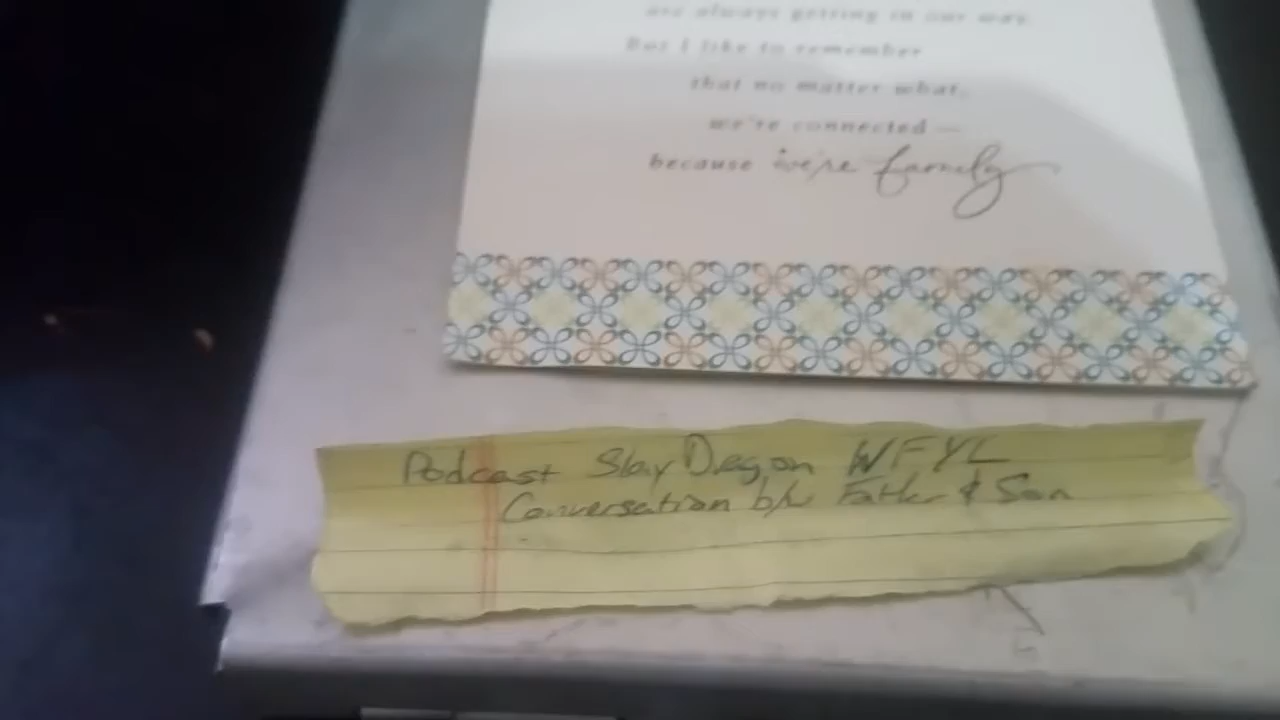 are always getting in our way.
But I like to remember
that no matter what,
we're connected—
because we're family
Podcast Slay Degon WFYL
Conversation b/w Father & Son